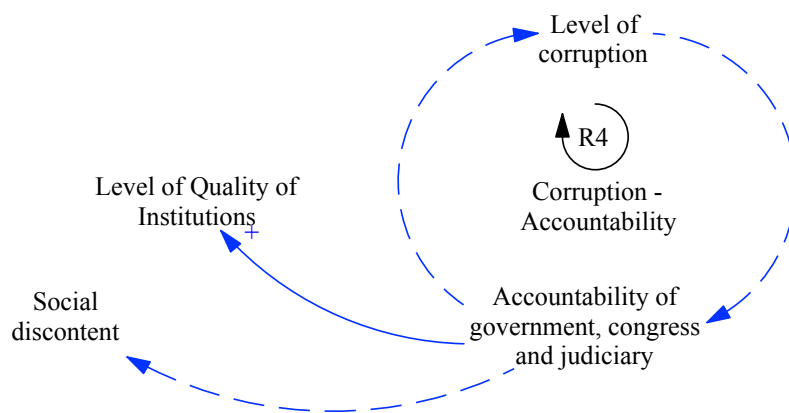 Level of
corruption
R4
Corruption -
Accountability
Level of Quality of
Institutions
+
Accountability of
government, congress
and judiciary
Social
discontent